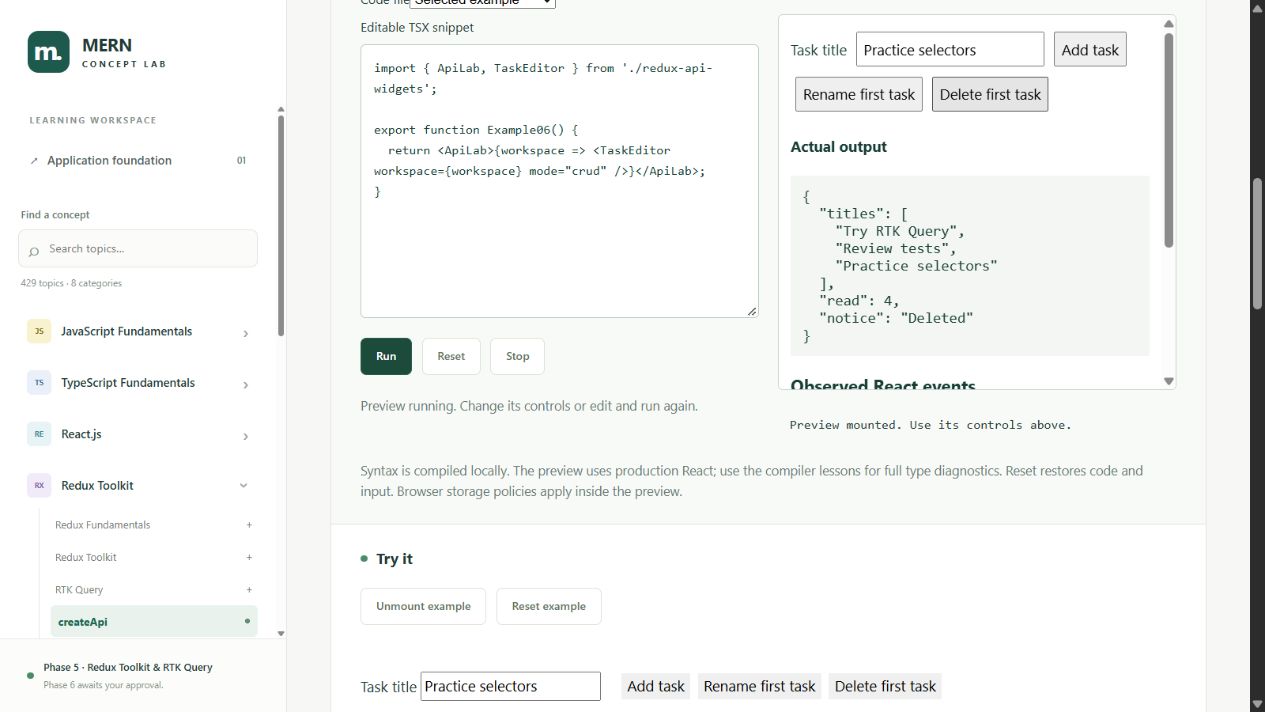 m.
MERN
CONCEPT LAB
LEARNING WORKSPACE
Application foundation 01
Find a concept
Search topics...
429 topics · 8 categories
JS JavaScript Fundamentals
TS TypeScript Fundamentals
RE React.js
RX Redux Toolkit
Redux Fundamentals +
Redux Toolkit +
RTK Query +
createApi
Phase 5 · Redux Toolkit & RTK Query
Phase 6 awaits your approval.
Code file Selected example
Editable TSX snippet
import { ApiLab, TaskEditor } from './redux-api-
widgets';
export function Example06() {
return <ApiLab>{workspace => <TaskEditor
workspace={workspace} mode="crud" />}</ApiLab>;
}
Run Reset Stop
Preview running. Change its controls or edit and run again.
Task title Practice selectors Add task
Rename first task Delete first task
Actual output
{
"titles": [
"Try RTK Query",
"Review tests",
"Practice selectors"
],
"read": 4,
"notice": "Deleted"
}
Observed React events
Preview mounted. Use its controls above.
Syntax is compiled locally. The preview uses production React; use the compiler lessons for full type diagnostics. Reset restores code and
input. Browser storage policies apply inside the preview.
Try it
Unmount example Reset example
Task title Practice selectors Add task Rename first task Delete first task